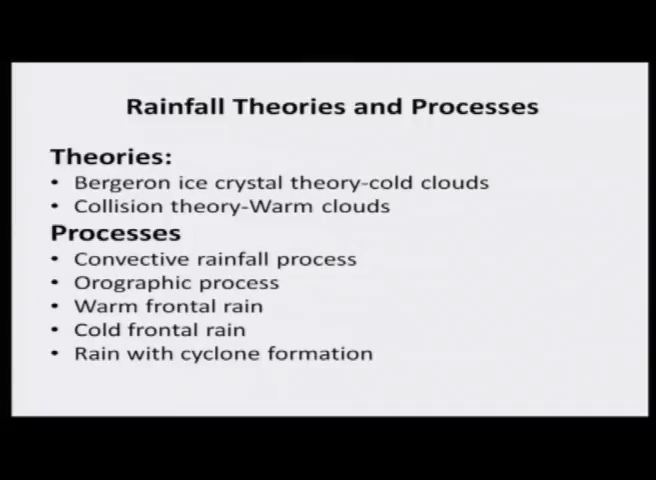 Rainfall Theories and Processes
Theories:
• Bergeron ice crystal theory-cold clouds
• Collision theory-Warm clouds
Processes
• Convective rainfall process
• Orographic process
• Warm frontal rain
• Cold frontal rain
• Rain with cyclone formation